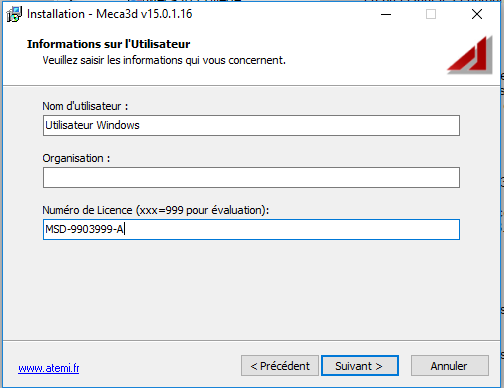 Installation - Meca3d v15.0.1.16
Informations sur l'Utilisateur
Veuillez saisir les informations qui vous concernent.
Nom d'utilisateur :
Utilisateur Windows
Organisation :
Numéro de Licence (xxx=999 pour évaluation):
MSD-9903999-A
www.atemi.fr
< Précédent
Suivant >
Annuler